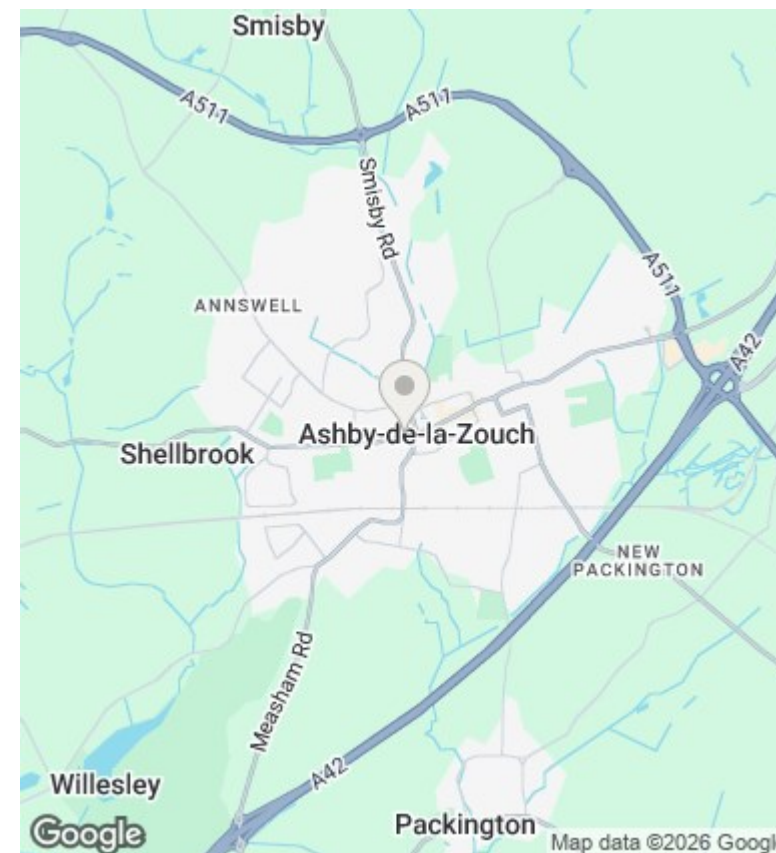 Smisby
A511
A511
Smisby Rd
A511
ANNSWELL
A42
Ashby-de-la-Zouch
Shellbrook
NEW
PACKINGTON
Measham Rd
A42
Willesley
Packington
Google
Map data ©2026 Googl